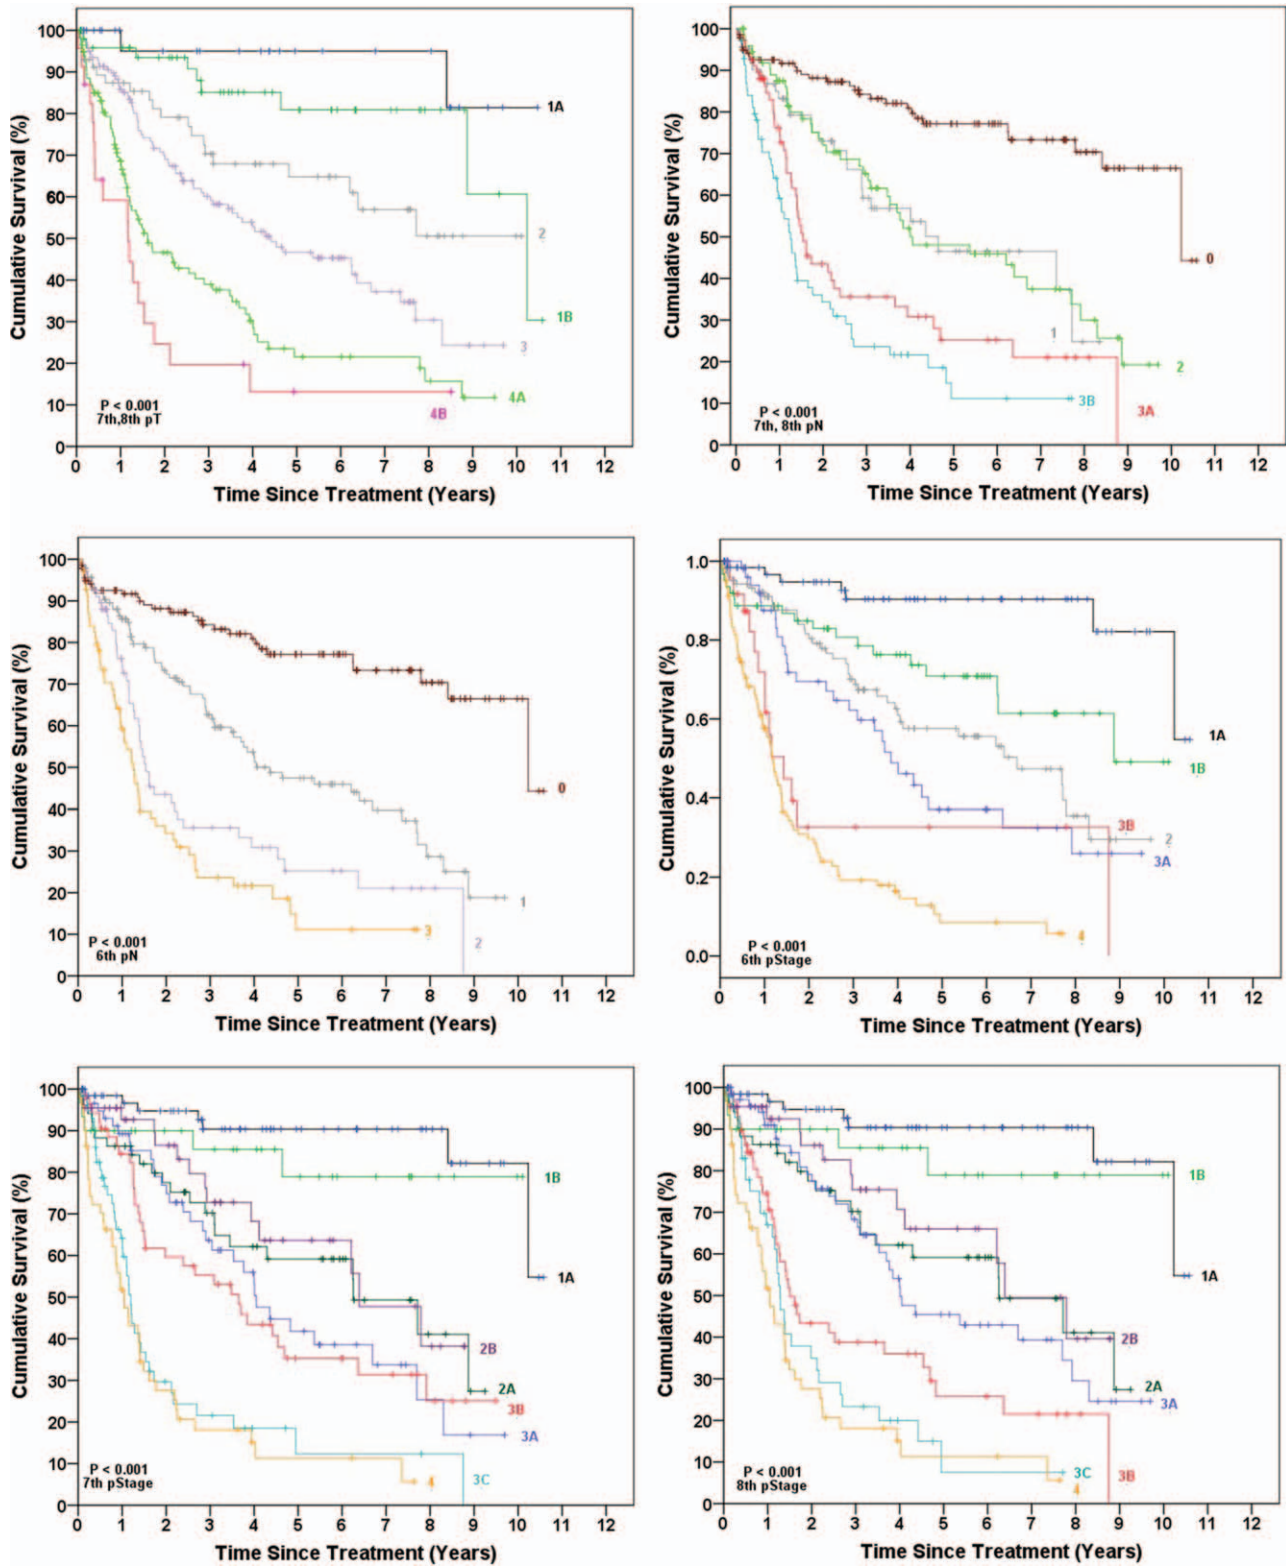 100
90
80
70
60
50
40
30
20
10
0
Cumulative Survival (%)
1A
2
1B
3
4A
4B
P < 0.001
7th,8th pT
0 1 2 3 4 5 6 7 8 9 10 11 12
Time Since Treatment (Years)
100
90
80
70
60
50
40
30
20
10
0
Cumulative Survival (%)
0
1
2
3B
3A
P < 0.001
7th, 8th pN
0 1 2 3 4 5 6 7 8 9 10 11 12
Time Since Treatment (Years)
100
90
80
70
60
50
40
30
20
10
0
Cumulative Survival (%)
0
1
3
2
P < 0.001
6th pN
0 1 2 3 4 5 6 7 8 9 10 11 12
Time Since Treatment (Years)
1.0
0.8
0.6
0.4
0.2
0.0
Cumulative Survival (%)
1A
1B
3B
2
3A
4
P < 0.001
6th pStage
0 1 2 3 4 5 6 7 8 9 10 11 12
Time Since Treatment (Years)
100
90
80
70
60
50
40
30
20
10
0
Cumulative Survival (%)
1B
1A
2B
2A
3B
3A
3C
4
P < 0.001
7th pStage
0 1 2 3 4 5 6 7 8 9 10 11 12
Time Since Treatment (Years)
100
90
80
70
60
50
40
30
20
10
0
Cumulative Survival (%)
1B
1A
2B
2A
3A
3C
3B
4
P < 0.001
8th pStage
0 1 2 3 4 5 6 7 8 9 10 11 12
Time Since Treatment (Years)